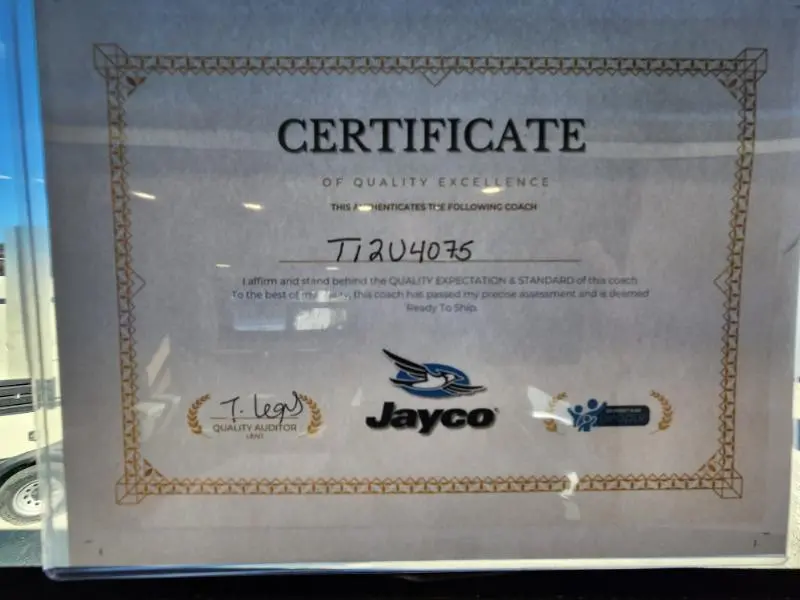 CERTIFICATE
OF QUALITY EXCELLENCE
THIS AUTHENTICATES THE FOLLOWING COACH
TI2U4075
I affirm and stand behind the QUALITY EXPECTATION & STANDARD of this coach
To the best of my this coach has passed my precise assessment and is deemed
Ready To Ship.
T. Legg
QUALITY AUDITOR
Jayco